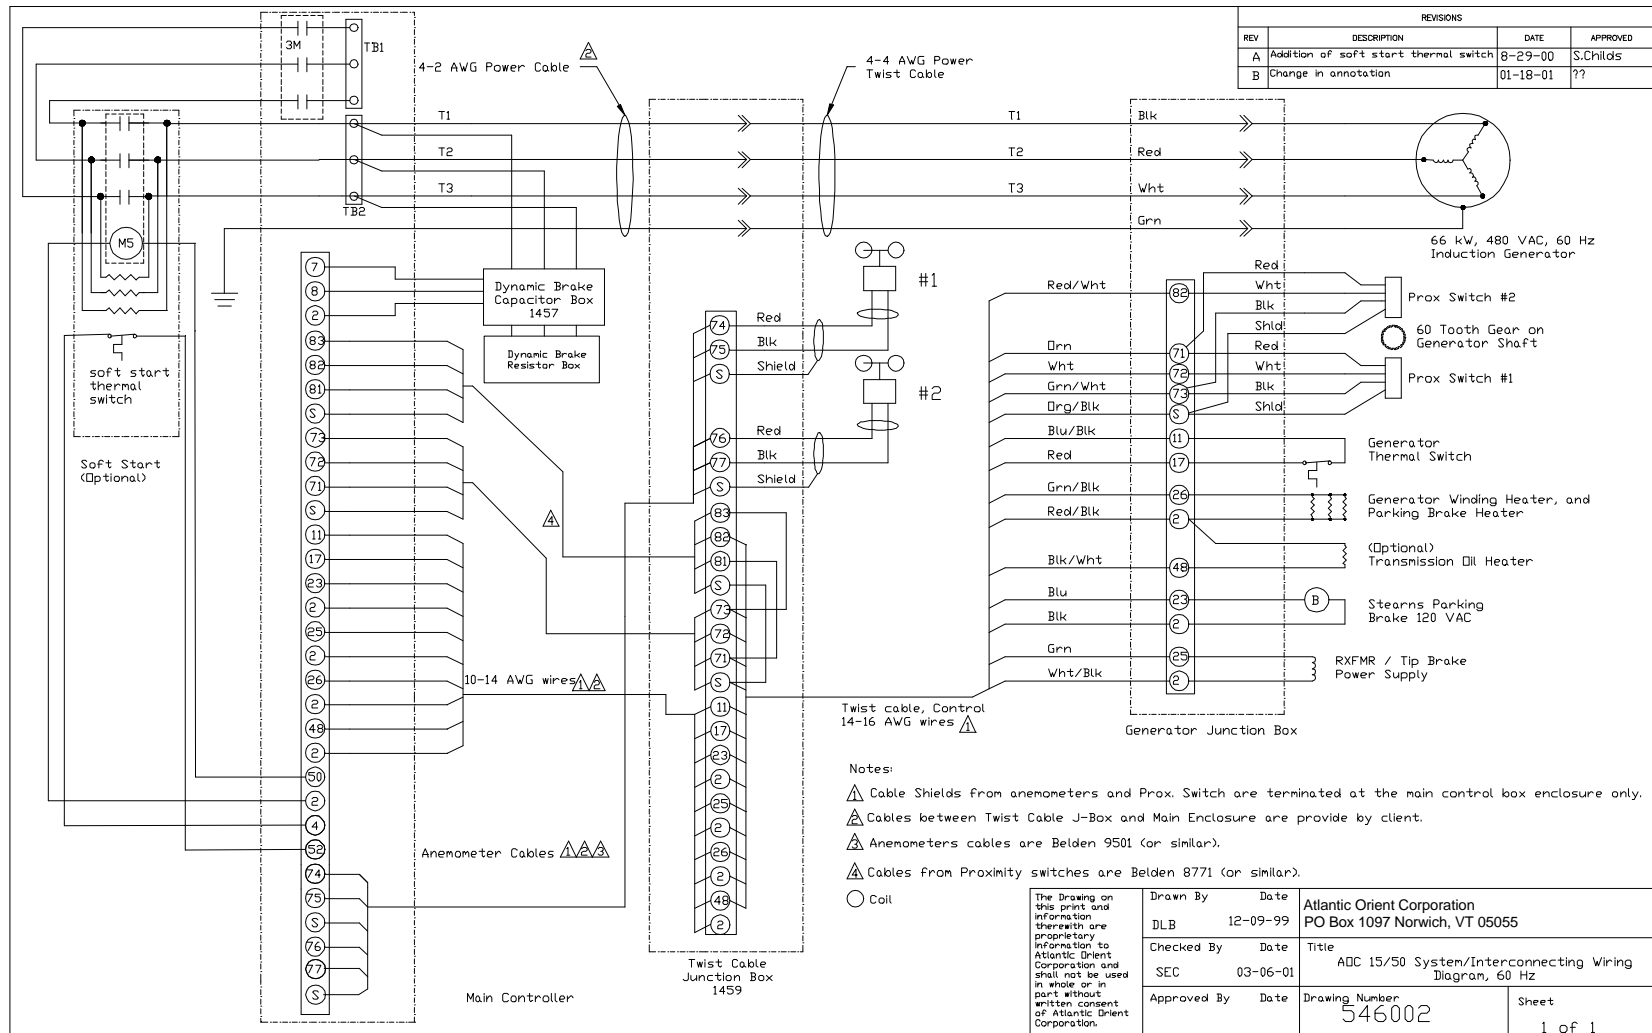 REVISIONS
REV DESCRIPTION DATE APPROVED
A Addition of soft start thermal switch 8-29-00 S.Childs
B Change in annotation 01-18-01 ??
3M
TB1
4-2 AWG Power Cable
2
4-4 AWG Power
Twist Cable
T1
T1
Blk
T2
T2
Red
T3
T3
Wht
TB2
Grn
M5
66 kW, 480 VAC, 60 Hz
Induction Generator
soft start
thermal
switch
Soft Start
(Optional)
7
8
2
83
82
81
S
73
72
71
S
11
17
23
2
25
2
26
2
48
2
50
2
4
52
74
75
S
76
77
S
Dynamic Brake
Capacitor Box
1457
Dynamic Brake
Resistor Box
4
10-14 AWG wires
1 2
Anemometer Cables
1 2 3
Main Controller
#1
#2
74 Red
75 Blk
S Shield
76 Red
77 Blk
S Shield
83
82
81
S
73
72
71
S
11
17
23
2
25
2
26
2
48
2
Twist Cable
Junction Box
1459
Twist cable, Control
14-16 AWG wires
1
Red
Red/Wht 82 Wht
Blk
Shld
Orn 71 Red
Wht 72 Wht
Grn/Wht 73 Blk
Org/Blk S Shld
Blu/Blk 11
Red 17
Grn/Blk 26
Red/Blk 2
Blk/Wht 48
Blu 23
Blk 2
Grn 25
Wht/Blk 2
Prox Switch #2
60 Tooth Gear on
Generator Shaft
Prox Switch #1
Generator
Thermal Switch
Generator Winding Heater, and
Parking Brake Heater
(Optional)
Transmission Oil Heater
B
Stearns Parking
Brake 120 VAC
RXFMR / Tip Brake
Power Supply
Generator Junction Box
Notes:
1 Cable Shields from anemometers and Prox. Switch are terminated at the main control box enclosure only.
2 Cables between Twist Cable J-Box and Main Enclosure are provide by client.
3 Anemometers cables are Belden 9501 (or similar).
4 Cables from Proximity switches are Belden 8771 (or similar).
Coil
The Drawing on
this print and
information
therewith are
proprietary
information to
Atlantic Orient
Corporation and
shall not be used
in whole or in
part without
written consent
of Atlantic Orient
Corporation.
Drawn By Date
DLB 12-09-99
Checked By Date
SEC 03-06-01
Approved By Date
Atlantic Orient Corporation
PO Box 1097 Norwich, VT 05055
Title
AOC 15/50 System/Interconnecting Wiring
Diagram, 60 Hz
Drawing Number
546002
Sheet
1 of 1